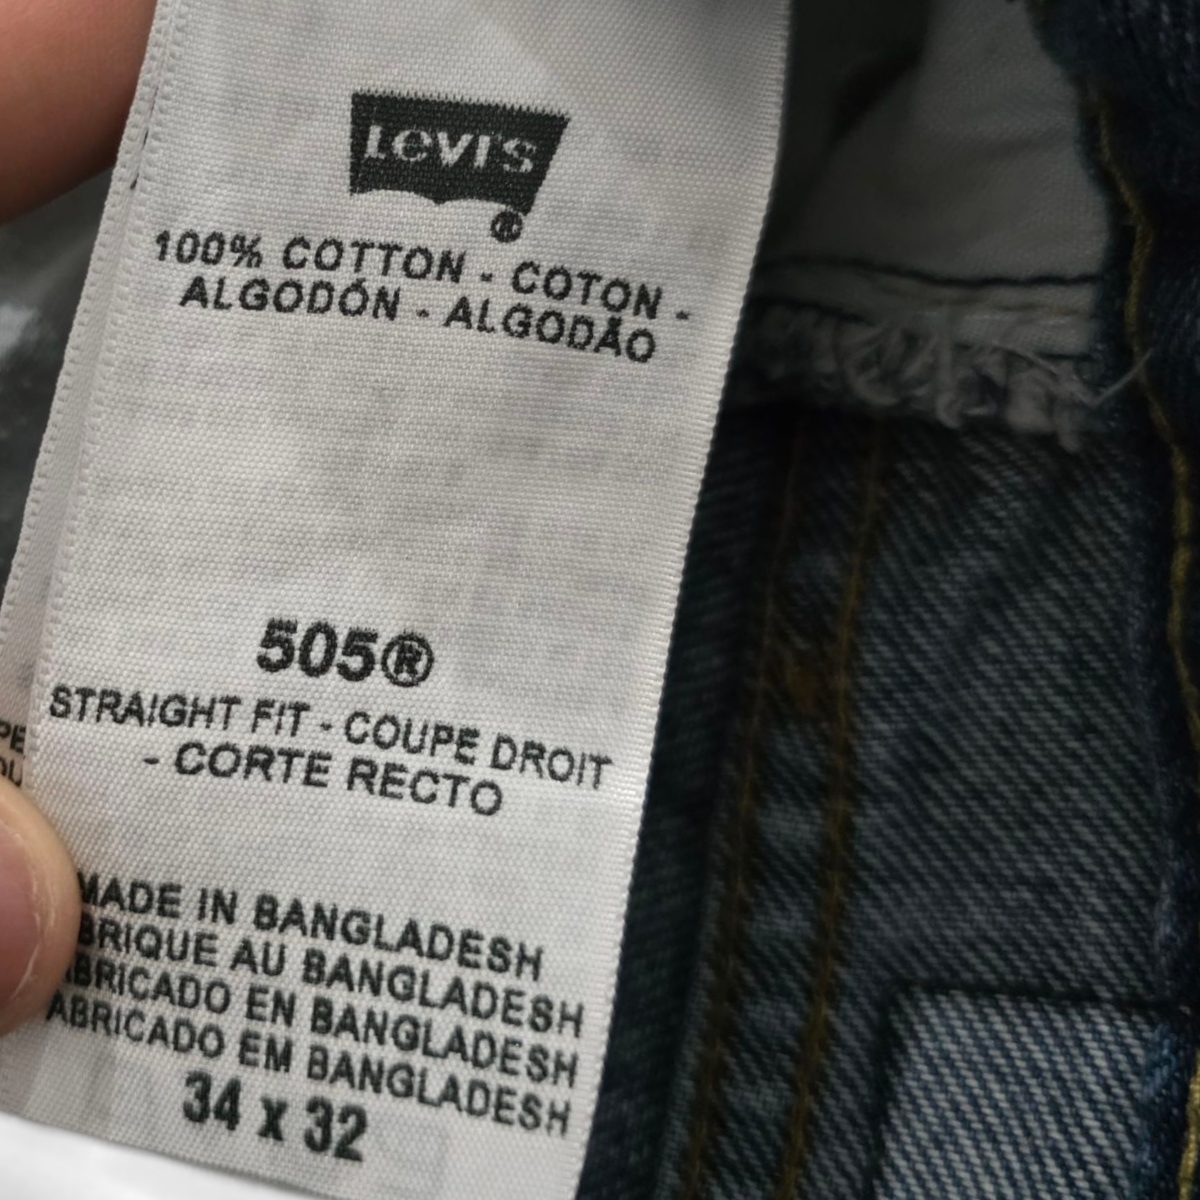 LEVI'S
®
100% COTTON - COTON -
ALGODÓN - ALGODÃO
505®
STRAIGHT FIT - COUPE DROIT
- CORTE RECTO
MADE IN BANGLADESH
BRIQUE AU BANGLADESH
ABRICADO EN BANGLADESH
ABRICADO EM BANGLADESH
34 x 32